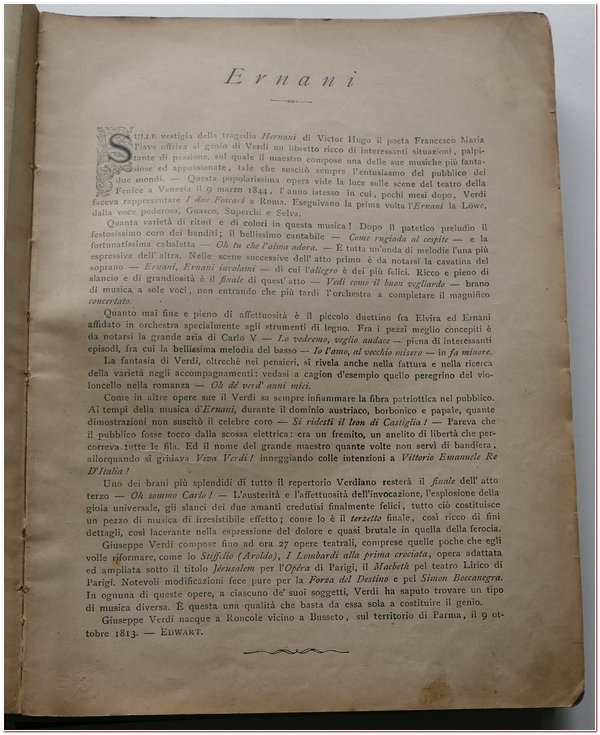 Ernani
SULLE vestigia della tragedia Hernani di Victor Hugo il poeta Francesco Maria
Piave offriva al genio di Verdi un libretto ricco di interessanti situazioni, palpi-
tante di passione, sul quale il maestro compose una delle sue musiche più fanta-
siose ed appassionate, tale che suscitò sempre l'entusiasmo del pubblico dei
due mondi. — Questa popolarissima opera vide la luce sulle scene del teatro della
Fenice a Venezia il 9 marzo 1844, l'anno istesso in cui, pochi mesi dopo, Verdi
faceva rappresentare I due Foscari a Roma. Eseguivano la prima volta l'Ernani la Löwe,
dalla voce poderosa, Guasco, Superchi e Selva.
Quanta varietà di ritmi e di colori in questa musica! Dopo il patetico preludio il
festosissimo coro dei banditi; il bellissimo cantabile — Come rugiada al cespite — e la
fortunatissima cabaletta — Oh tu che l'alma adora. — È tutta un'onda di melodie l'una più
espressiva dell'altra. Nelle scene successive dell'atto primo è da notarsi la cavatina del
soprano — Ernani, Ernani involami — di cui l'allegro è dei più felici. Ricco e pieno di
slancio e di grandiosità è il finale di quest'atto — Vedi come il buon vegliardo — brano
di musica a sole voci, non entrando che più tardi l'orchestra a completare il magnifico
concertato.
Quanto mai fine e pieno di affettuosità è il piccolo duettino fra Elvira ed Ernani
affidato in orchestra specialmente agli strumenti di legno. Fra i pezzi meglio concepiti è
da notarsi la grande aria di Carlo V — Lo vedremo, veglio audace — piena di interessanti
episodi, fra cui la bellissima melodia del basso — Io l'amo, al vecchio misero — in fa minore.
La fantasia di Verdi, oltrechè nei pensieri, si rivela anche nella fattura e nella ricerca
della varietà negli accompagnamenti: vedasi a cagion d'esempio quello peregrino del vio-
loncello nella romanza — Oh de' verd' anni miei.
Come in altre opere sue il Verdi sa sempre infiammare la fibra patriottica nel pubblico.
Ai tempi della musica d'Ernani, durante il dominio austriaco, borbonico e papale, quante
dimostrazioni non suscitò il celebre coro — Si ridesti il leon di Castiglia! — Pareva che
il pubblico fosse tocco dalla scossa elettrica: era un fremito, un anelito di libertà che per-
correva tutte le fila. Ed il nome del grande maestro quante volte non servì di bandiera,
allorquando si gridava Viva Verdi! inneggiando colle intenzioni a Vittorio Emanuele Re
D'Italia!
Uno dei brani più splendidi di tutto il repertorio Verdiano resterà il finale dell'atto
terzo — Oh sommo Carlo! — L'austerità e l'affettuosità dell'invocazione, l'esplosione della
gioia universale, gli slanci dei due amanti credutisi finalmente felici, tutto ciò costituisce
un pezzo di musica di irresistibile effetto; come lo è il terzetto finale, così ricco di fini
dettagli, così lacerante nella espressione del dolore e quasi brutale in quella della ferocia.
Giuseppe Verdi compose fino ad ora 27 opere teatrali, comprese quelle poche che egli
volle riformare, come lo Stiffelio (Aroldo), I Lombardi alla prima crociata, opera adattata
ed ampliata sotto il titolo Jérusalem per l'Opéra di Parigi, il Macbeth pel teatro Lirico di
Parigi. Notevoli modificazioni fece pure per la Forza del Destino e pel Simon Boccanegra.
In ognuna di queste opere, a ciascuno de' suoi soggetti, Verdi ha saputo trovare un tipo
di musica diversa. È questa una qualità che basta da essa sola a costituire il genio.
Giuseppe Verdi nacque a Roncole vicino a Busseto, sul territorio di Parma, il 9 ot-
tobre 1813. — EDWART.